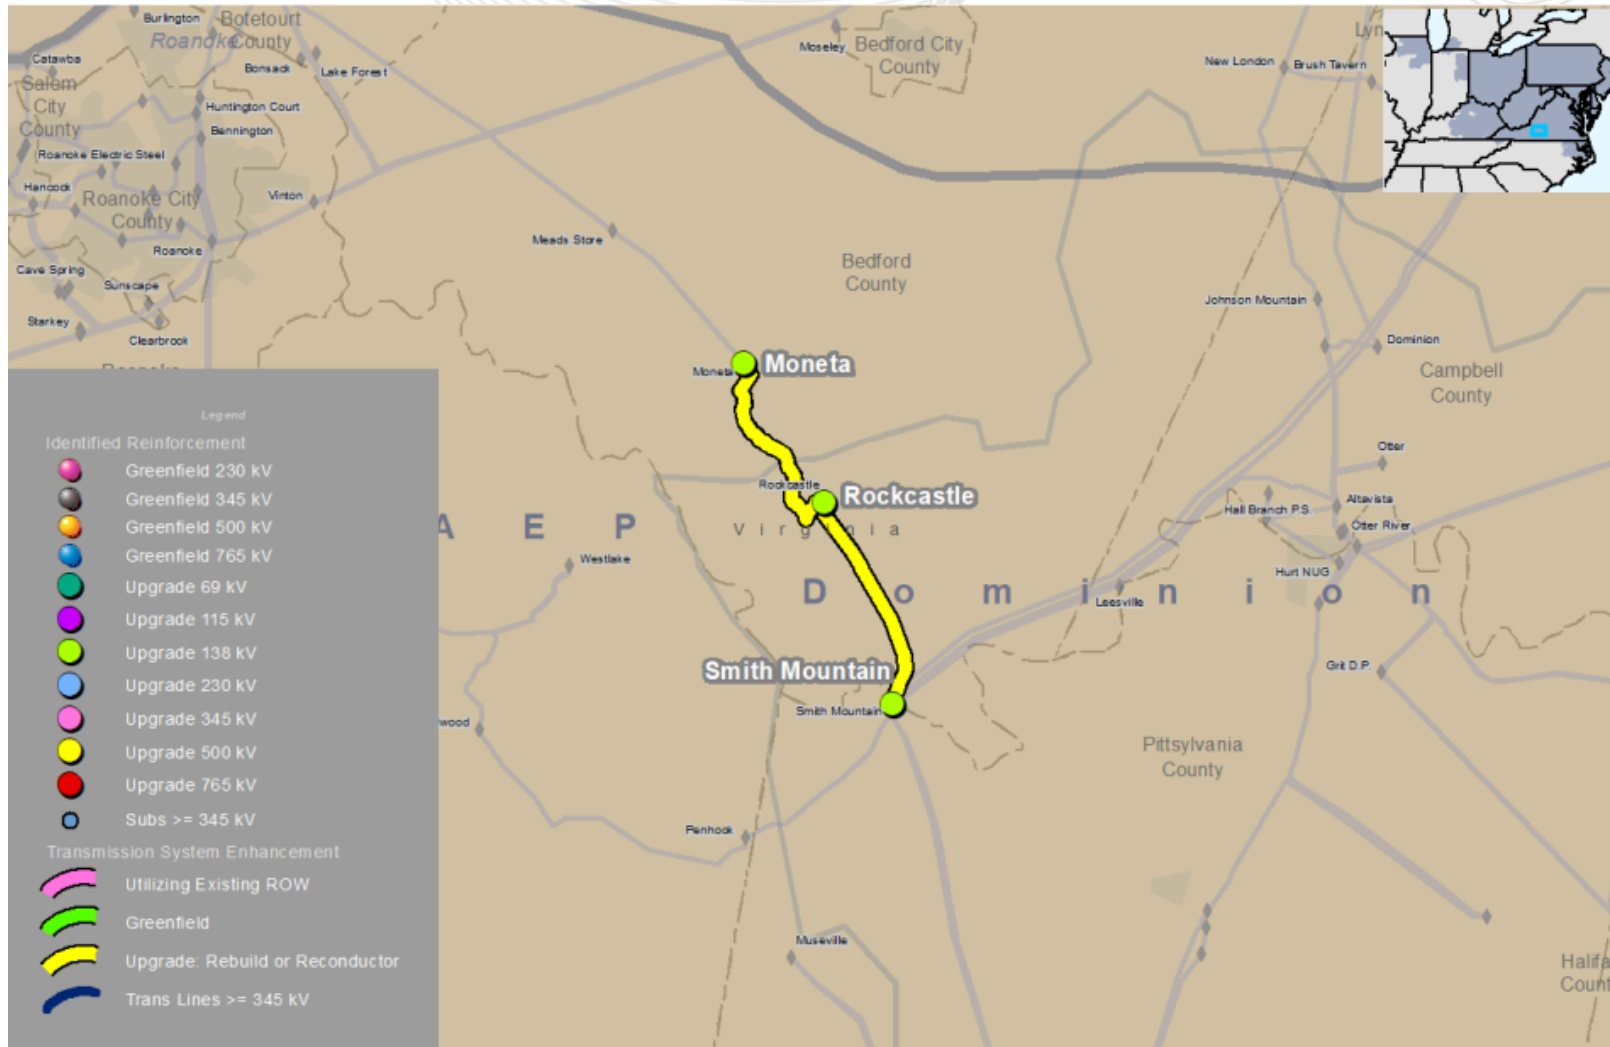 Burlington
Botetourt
County
Roanoke
Catawba
Bonsack
Lake Forest
Moseley
Bedford City
County
New London
Brush Tavern
Salem
City
County
Huntington Court
Bennington
Roanoke Electric Steel
Hancock
Roanoke City
County
Vinton
Roanoke
Meads Store
Cave Spring
Sunscape
Bedford
County
Starkey
Clearbrook
Johnson Mountain
Dominion
Moneta
Moneta
Campbell
County
Otter
Rockcastle
Rockcastle
Altavista
Hall Branch P.S.
Otter River
A E P
Virginia
Westlake
Hurt NUG
Dominion
Leesville
Smith Mountain
Smith Mountain
Grit D.P.
wood
Pittsylvania
County
Penhook
Museville
Halifa
Count
Legend
Identified Reinforcement
Greenfield 230 kV
Greenfield 345 kV
Greenfield 500 kV
Greenfield 765 kV
Upgrade 69 kV
Upgrade 115 kV
Upgrade 138 kV
Upgrade 230 kV
Upgrade 345 kV
Upgrade 500 kV
Upgrade 765 kV
Subs >= 345 kV
Transmission System Enhancement
Utilizing Existing ROW
Greenfield
Upgrade: Rebuild or Reconductor
Trans Lines >= 345 kV